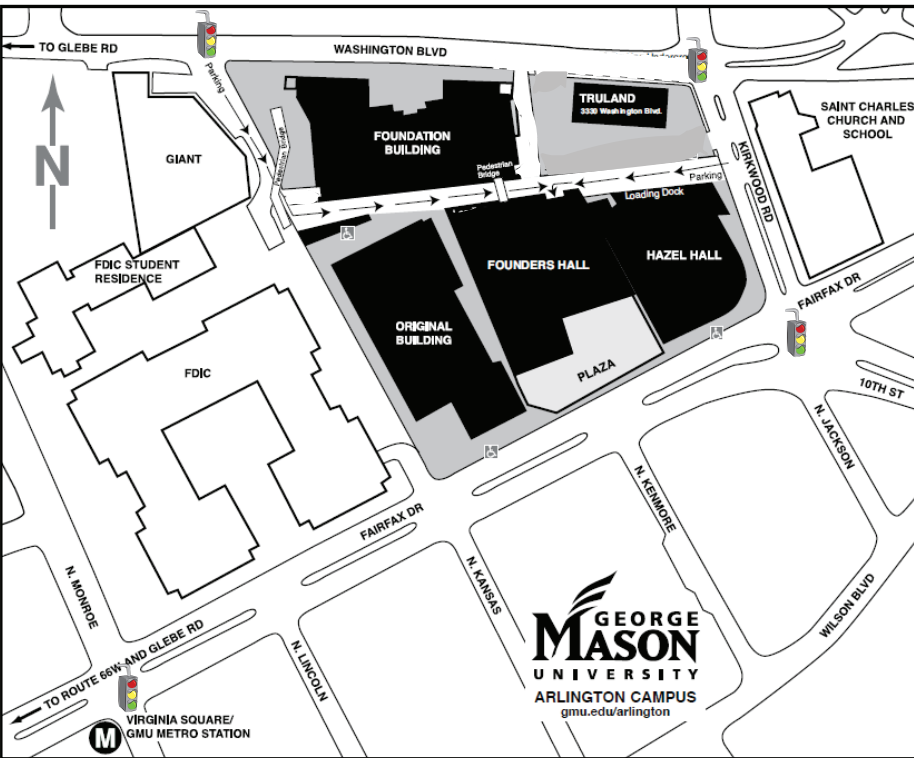 TO GLEBE RD
WASHINGTON BLVD
Parking
TRULAND
3330 Washington Blvd.
SAINT CHARLES
CHURCH AND
SCHOOL
FOUNDATION
BUILDING
GIANT
Pedestrian Bridge
Pedestrian
Bridge
Parking
KIRKWOOD RD
N
Loading Dock
FDIC STUDENT
RESIDENCE
FOUNDERS HALL
HAZEL HALL
FAIRFAX DR
ORIGINAL
BUILDING
FDIC
PLAZA
10TH ST
N. JACKSON
N. KENMORE
FAIRFAX DR
N. KANSAS
N. MONROE
WILSON BLVD
N. LINCOLN
TO ROUTE 66W AND GLEBE RD
GEORGE
MASON
UNIVERSITY
ARLINGTON CAMPUS
gmu.edu/arlington
M
VIRGINIA SQUARE/
GMU METRO STATION